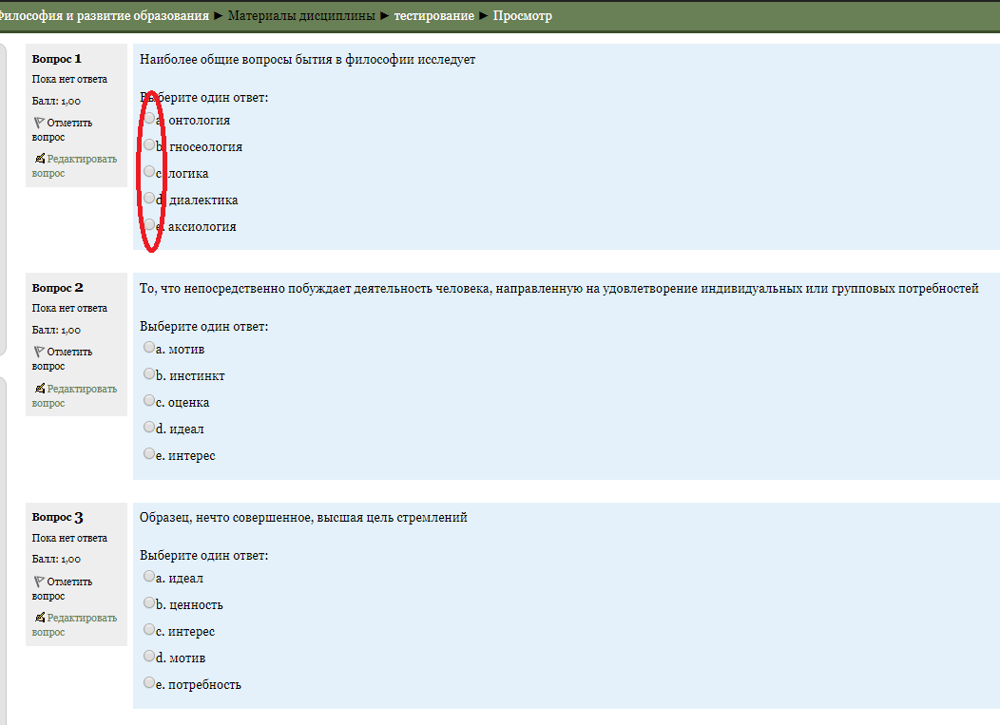 Философия и развитие образования ► Материалы дисциплины ► тестирование ► Просмотр
Вопрос 1
Пока нет ответа
Балл: 1,00
Отметить
вопрос
Редактировать
вопрос
Наиболее общие вопросы бытия в философии исследует
Выберите один ответ:
a. онтология
b. гносеология
c. логика
d. диалектика
e. аксиология
Вопрос 2
Пока нет ответа
Балл: 1,00
Отметить
вопрос
Редактировать
вопрос
То, что непосредственно побуждает деятельность человека, направленную на удовлетворение индивидуальных или групповых потребностей
Выберите один ответ:
a. мотив
b. инстинкт
c. оценка
d. идеал
e. интерес
Вопрос 3
Пока нет ответа
Балл: 1,00
Отметить
вопрос
Редактировать
вопрос
Образец, нечто совершенное, высшая цель стремлений
Выберите один ответ:
a. идеал
b. ценность
c. интерес
d. мотив
e. потребность